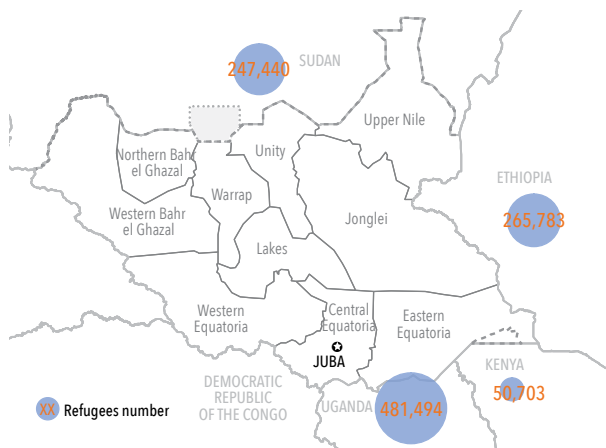 SUDAN
247,440
Upper Nile
Northern Bahr
el Ghazal
Unity
ETHIOPIA
Warrap
Western Bahr
el Ghazal
Jonglei
265,783
Lakes
Western
Equatoria
Central
Equatoria
Eastern
Equatoria
JUBA
KENYA
50,703
DEMOCRATIC
REPUBLIC
OF THE CONGO
UGANDA
481,494
XX Refugees number